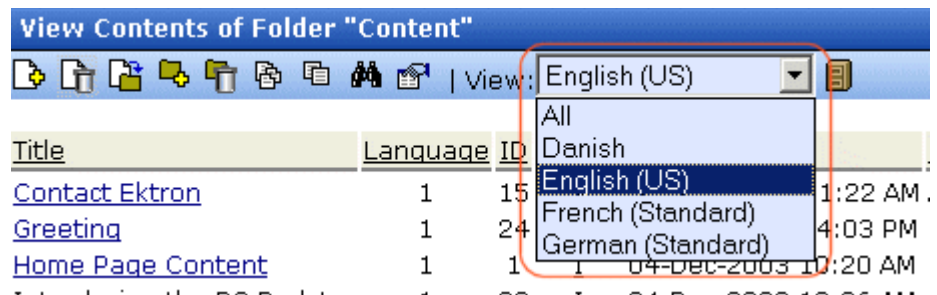 View Contents of Folder "Content"
| View: English (US)
All
Danish
English (US)
French (Standard)
German (Standard)
Title Language ID
Contact Ektron 1 15 1:22 AM
Greeting 1 24 4:03 PM
Home Page Content 1 1 I 04-Dec-2003 10:20 AM